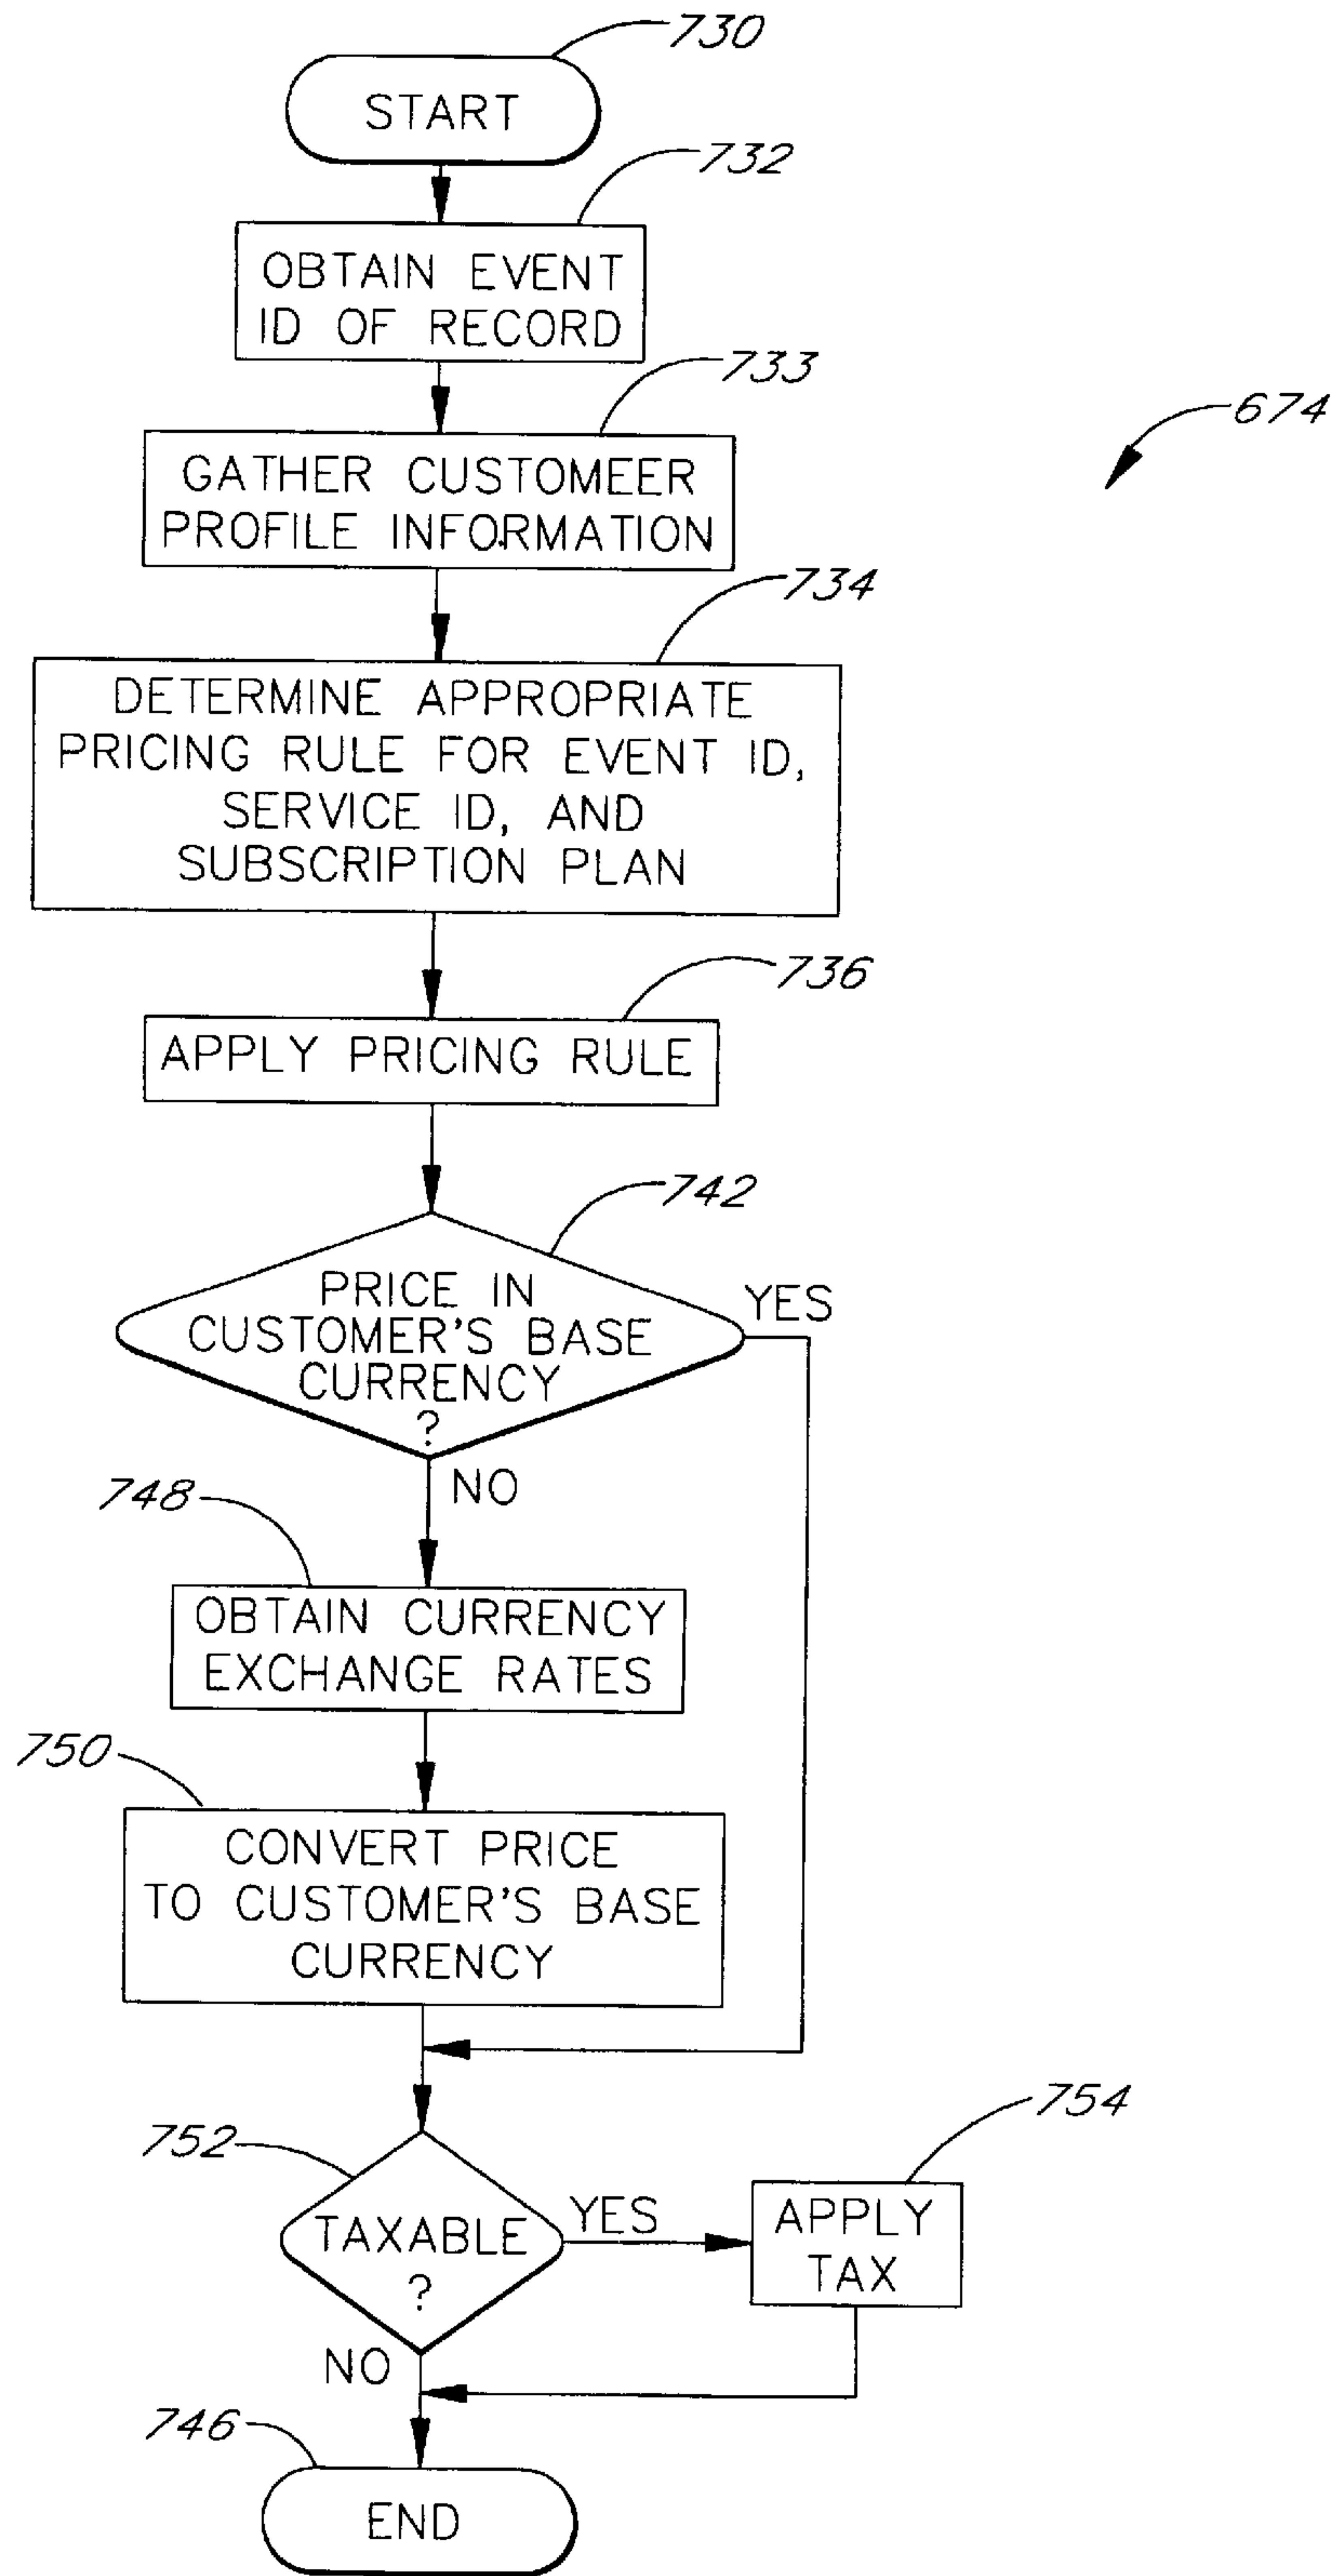 730
START
732
OBTAIN EVENT
ID OF RECORD
733
GATHER CUSTOMEER
PROFILE INFORMATION
674
734
DETERMINE APPROPRIATE
PRICING RULE FOR EVENT ID,
SERVICE ID, AND
SUBSCRIPTION PLAN
736
APPLY PRICING RULE
742
PRICE IN
CUSTOMER'S BASE
CURRENCY
?
YES
NO
748
OBTAIN CURRENCY
EXCHANGE RATES
750
CONVERT PRICE
TO CUSTOMER'S BASE
CURRENCY
752
TAXABLE
?
YES
754
APPLY
TAX
NO
746
END